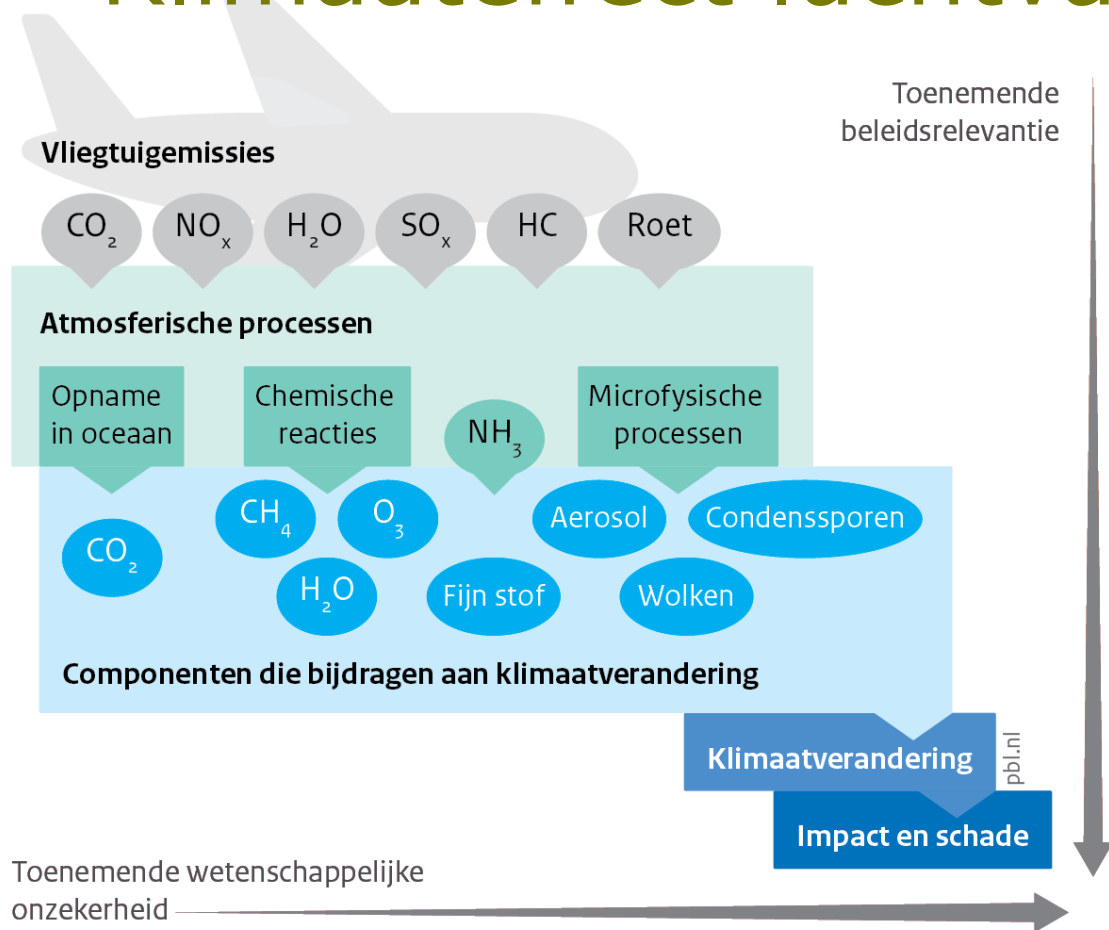 Toenemende
beleidsrelevantie
Vliegtuigemissies
CO₂ NOₓ H₂O SOₓ HC Roet
Atmosferische processen
Opname
in oceaan
Chemische
reacties
NH₃
Microfysische
processen
CH₄ O₃ Aerosol Condenssporen
CO₂
H₂O Fijn stof Wolken
Componenten die bijdragen aan klimaatverandering
Klimaatverandering
pbl.nl
Impact en schade
Toenemende wetenschappelijke
onzekerheid